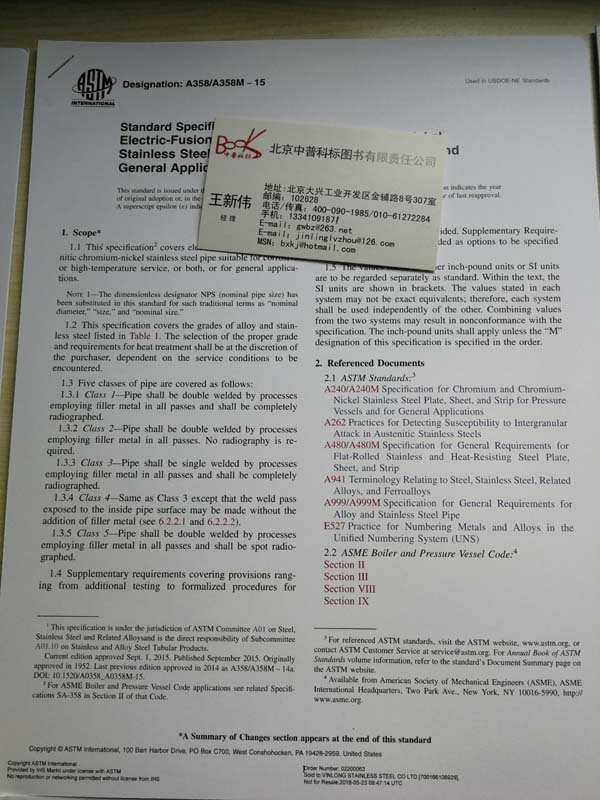 ASTM
INTERNATIONAL
Designation: A358/A358M − 15
Used in USDOE-NE Standards
Standard Specifi
Electric-Fusion
Stainless Steel
General Applic
nd
BookS
中普科标
北京中普科标图书有限责任公司
王新伟
经理
地址:北京大兴工业开发区金辅路8号307室
邮编:102628
电话/传真:400-090-1985/010-61272284
手机:13341091871
E-mail:gwbz@263.net
E-mail:jinlinglvzhou@126.com
MSN:bxkj@hotmail.com
This standard is issued under th
of original adoption or, in the
A superscript epsilon (ε) indic
on indicates the year
r of last reapproval.
1. Scope*
1.1 This specification2 covers ele
nitic chromium-nickel stainless steel pipe suitable for corrosive
or high-temperature service, or both, or for general applica-
tions.
NOTE 1—The dimensionless designator NPS (nominal pipe size) has
been substituted in this standard for such traditional terms as “nominal
diameter,” “size,” and “nominal size.”
1.2 This specification covers the grades of alloy and stain-
less steel listed in Table 1. The selection of the proper grade
and requirements for heat treatment shall be at the discretion of
the purchaser, dependent on the service conditions to be
encountered.
1.3 Five classes of pipe are covered as follows:
1.3.1 Class 1—Pipe shall be double welded by processes
employing filler metal in all passes and shall be completely
radiographed.
1.3.2 Class 2—Pipe shall be double welded by processes
employing filler metal in all passes. No radiography is re-
quired.
1.3.3 Class 3—Pipe shall be single welded by processes
employing filler metal in all passes and shall be completely
radiographed.
1.3.4 Class 4—Same as Class 3 except that the weld pass
exposed to the inside pipe surface may be made without the
addition of filler metal (see 6.2.2.1 and 6.2.2.2).
1.3.5 Class 5—Pipe shall be double welded by processes
employing filler metal in all passes and shall be spot radio-
graphed.
1.4 Supplementary requirements covering provisions rang-
ing from additional testing to formalized procedures for
ided. Supplementary Require-
ded as options to be specified
1.5 The values
her inch-pound units or SI units
are to be regarded separately as standard. Within the text, the
SI units are shown in brackets. The values stated in each
system may not be exact equivalents; therefore, each system
shall be used independently of the other. Combining values
from the two systems may result in nonconformance with the
specification. The inch-pound units shall apply unless the “M”
designation of this specification is specified in the order.
2. Referenced Documents
2.1 ASTM Standards:3
A240/A240M Specification for Chromium and Chromium-
Nickel Stainless Steel Plate, Sheet, and Strip for Pressure
Vessels and for General Applications
A262 Practices for Detecting Susceptibility to Intergranular
Attack in Austenitic Stainless Steels
A480/A480M Specification for General Requirements for
Flat-Rolled Stainless and Heat-Resisting Steel Plate,
Sheet, and Strip
A941 Terminology Relating to Steel, Stainless Steel, Related
Alloys, and Ferroalloys
A999/A999M Specification for General Requirements for
Alloy and Stainless Steel Pipe
E527 Practice for Numbering Metals and Alloys in the
Unified Numbering System (UNS)
2.2 ASME Boiler and Pressure Vessel Code:4
Section II
Section III
Section VIII
Section IX
1 This specification is under the jurisdiction of ASTM Committee A01 on Steel,
Stainless Steel and Related Alloysand is the direct responsibility of Subcommittee
A01.10 on Stainless and Alloy Steel Tubular Products.
Current edition approved Sept. 1, 2015. Published September 2015. Originally
approved in 1952. Last previous edition approved in 2014 as A358/A358M – 14a.
DOI: 10.1520/A0358_A0358M-15.
2 For ASME Boiler and Pressure Vessel Code applications see related Specifi-
cations SA-358 in Section II of that Code.
3 For referenced ASTM standards, visit the ASTM website, www.astm.org, or
contact ASTM Customer Service at service@astm.org. For Annual Book of ASTM
Standards volume information, refer to the standard’s Document Summary page on
the ASTM website.
4 Available from American Society of Mechanical Engineers (ASME), ASME
International Headquarters, Two Park Ave., New York, NY 10016-5990, http://
www.asme.org.
*A Summary of Changes section appears at the end of this standard
Copyright © ASTM International, 100 Barr Harbor Drive, PO Box C700, West Conshohocken, PA 19428-2959. United States
Copyright ASTM International
Provided by IHS Markit under license with ASTM
No reproduction or networking permitted without license from IHS
Order Number: 02200063
Sold to:VINLONG STAINLESS STEEL CO LTD [700166106929],
Not for Resale,2018-05-23 08:47:14 UTC